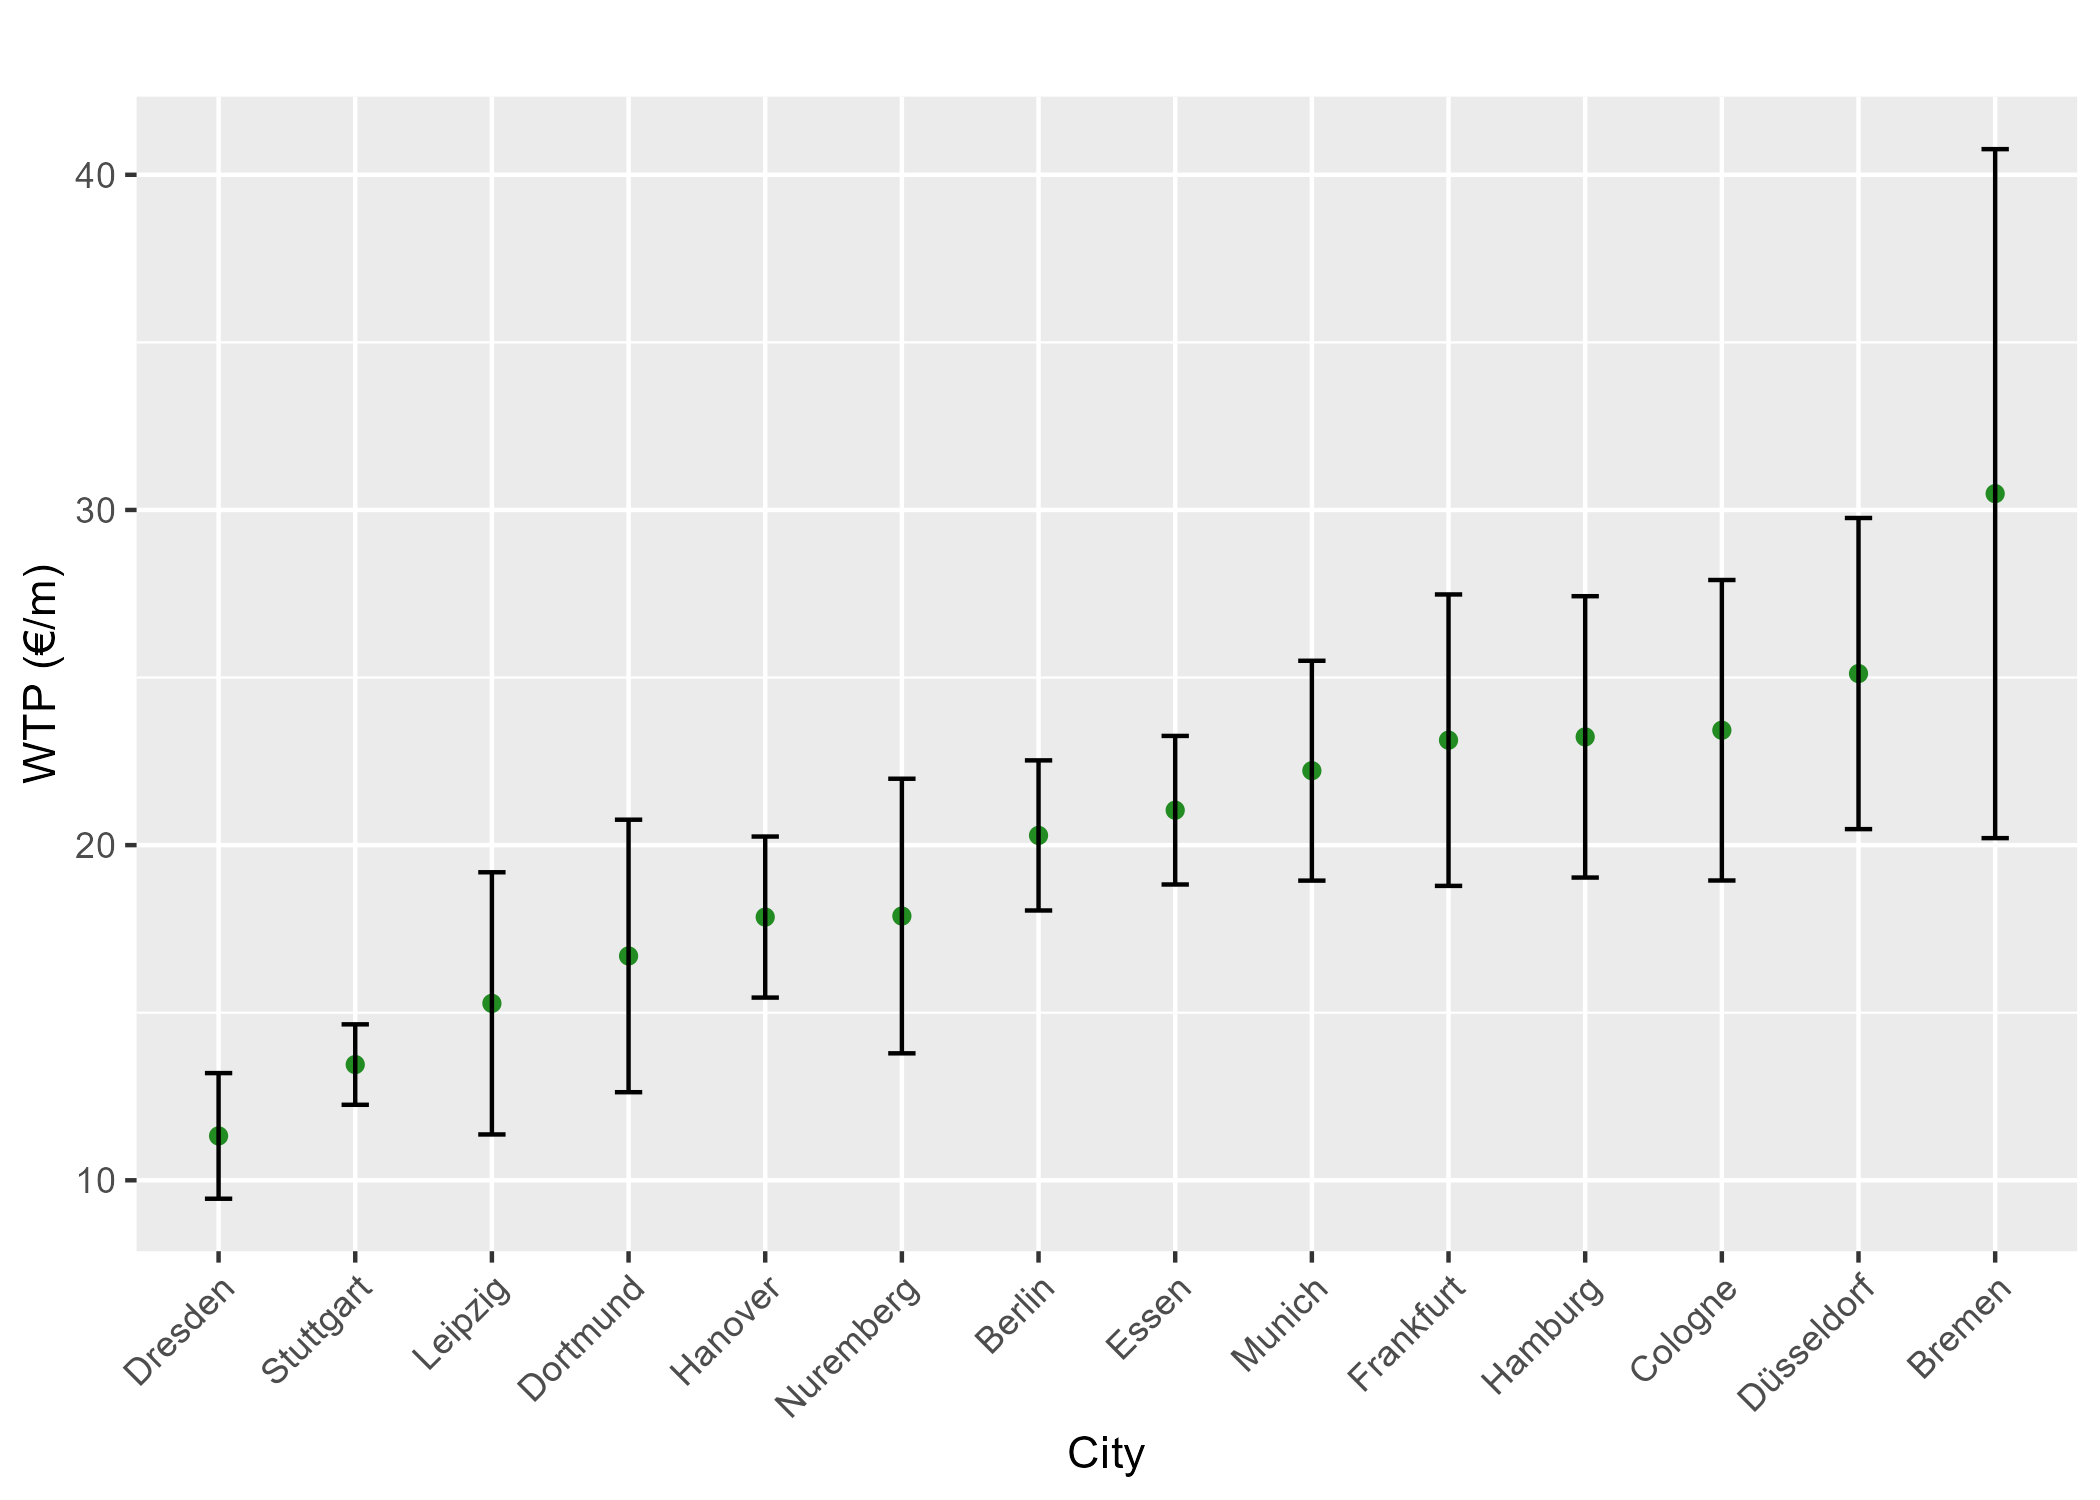 40
30
20
10
WTP (€/m)
Dresden
Stuttgart
Leipzig
Dortmund
Hanover
Nuremberg
Berlin
Essen
Munich
Frankfurt
Hamburg
Cologne
Düsseldorf
Bremen
City